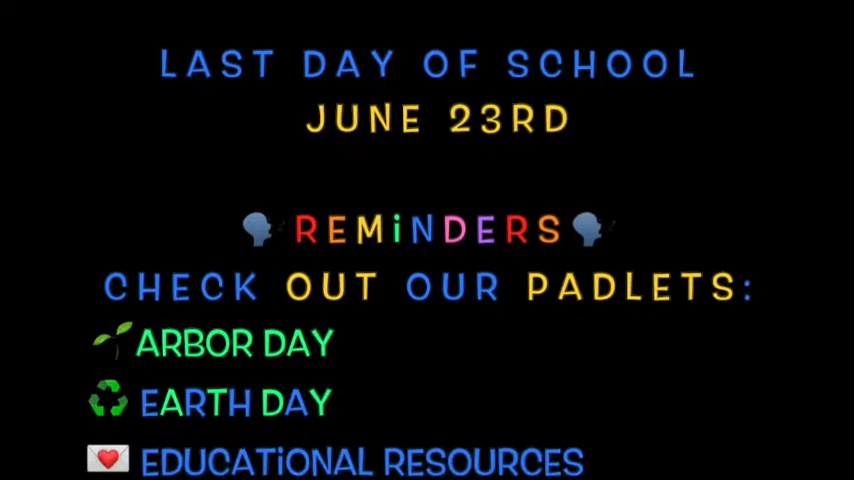 LAST DAY OF SCHOOL
JUNE 23RD
REMiNDERS
CHECK OUT OUR PADLETS:
ARBOR DAY
EARTH DAY
EDUCATiONAL RESOURCES